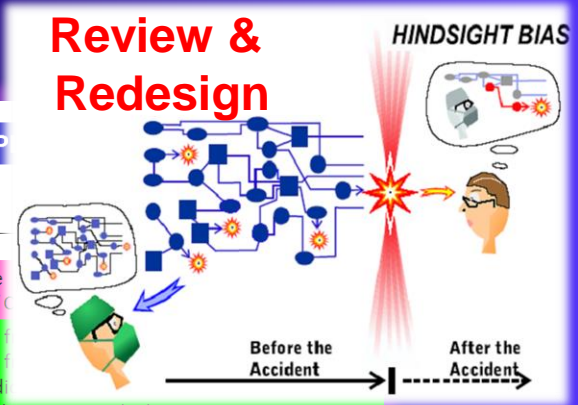 Review &
Redesign
HINDSIGHT BIAS
Before the
Accident
After the
Accident